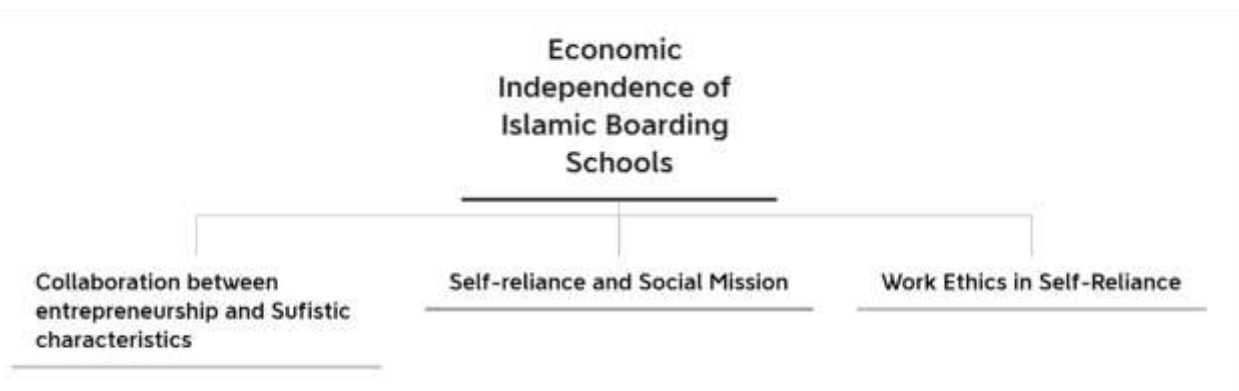 Economic
Independence of
Islamic Boarding
Schools
Collaboration between
entrepreneurship and Sufistic
characteristics
Self-reliance and Social Mission
Work Ethics in Self-Reliance